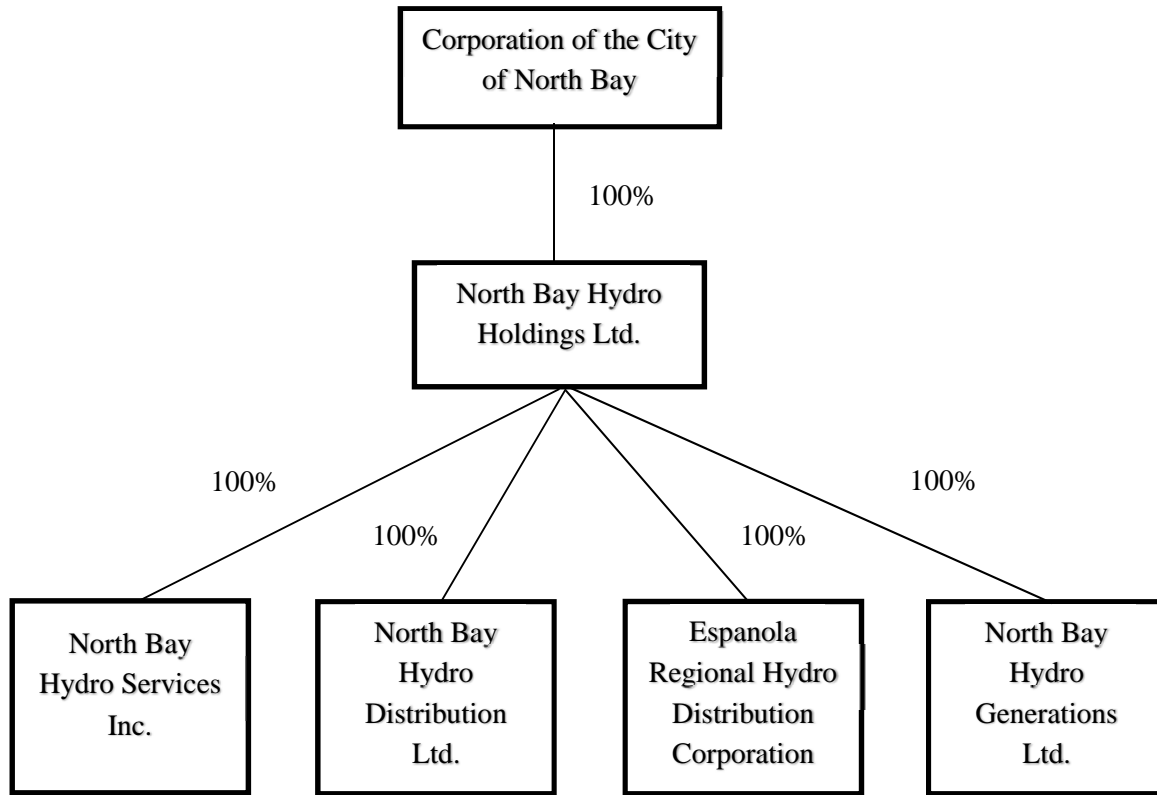 Corporation of the City
of North Bay
100%
North Bay Hydro
Holdings Ltd.
100%
100%
100%
100%
North Bay
Hydro Services
Inc.
North Bay
Hydro
Distribution
Ltd.
Espanola
Regional Hydro
Distribution
Corporation
North Bay
Hydro
Generations
Ltd.